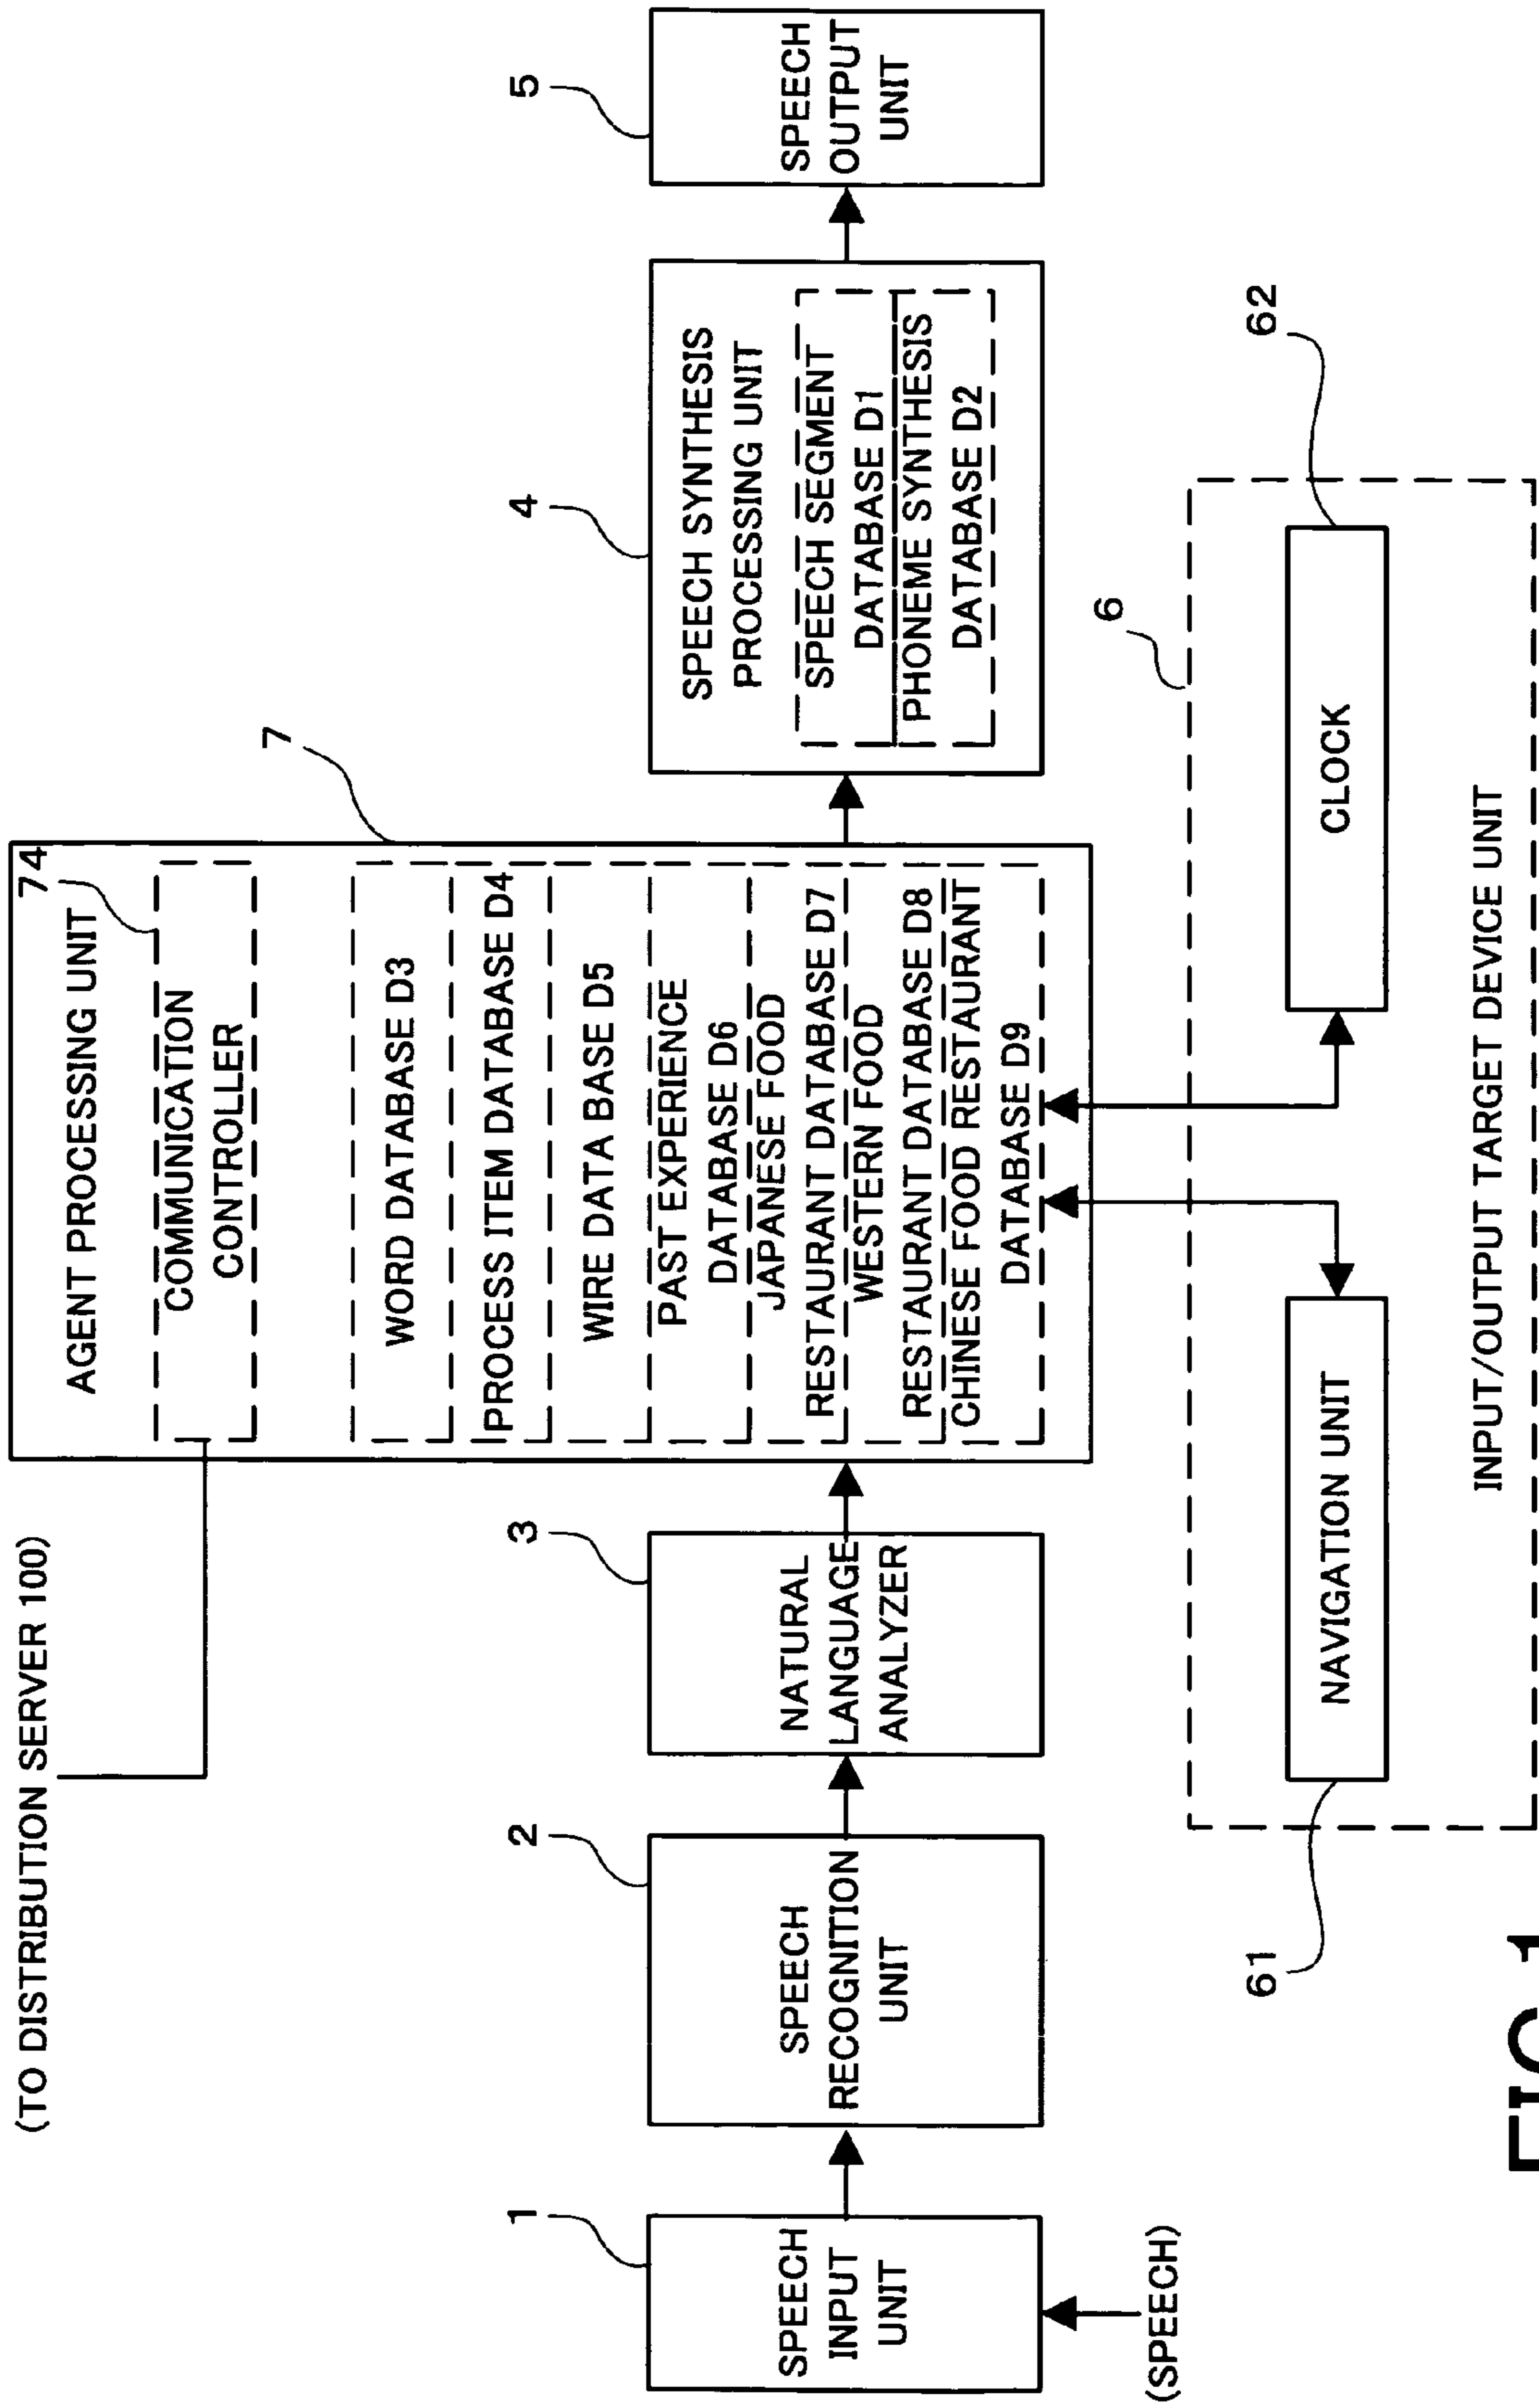 (TO DISTRIBUTION SERVER 100)
74
AGENT PROCESSING UNIT
COMMUNICATION
CONTROLLER
7
WORD DATABASE D3
PROCESS ITEM DATABASE D4
WIRE DATA BASE D5
PAST EXPERIENCE
DATABASE D6
JAPANESE FOOD
RESTAURANT DATABASE D7
WESTERN FOOD
RESTAURANT DATABASE D8
CHINESE FOOD RESTAURANT
DATABASE D9
1
SPEECH
INPUT
UNIT
(SPEECH)
2
SPEECH
RECOGNITION
UNIT
3
NATURAL
LANGUAGE
ANALYZER
4
SPEECH SYNTHESIS
PROCESSING UNIT
SPEECH SEGMENT
DATABASE D1
PHONEME SYNTHESIS
DATABASE D2
5
SPEECH
OUTPUT
UNIT
6
61
NAVIGATION UNIT
62
CLOCK
INPUT/OUTPUT TARGET DEVICE UNIT